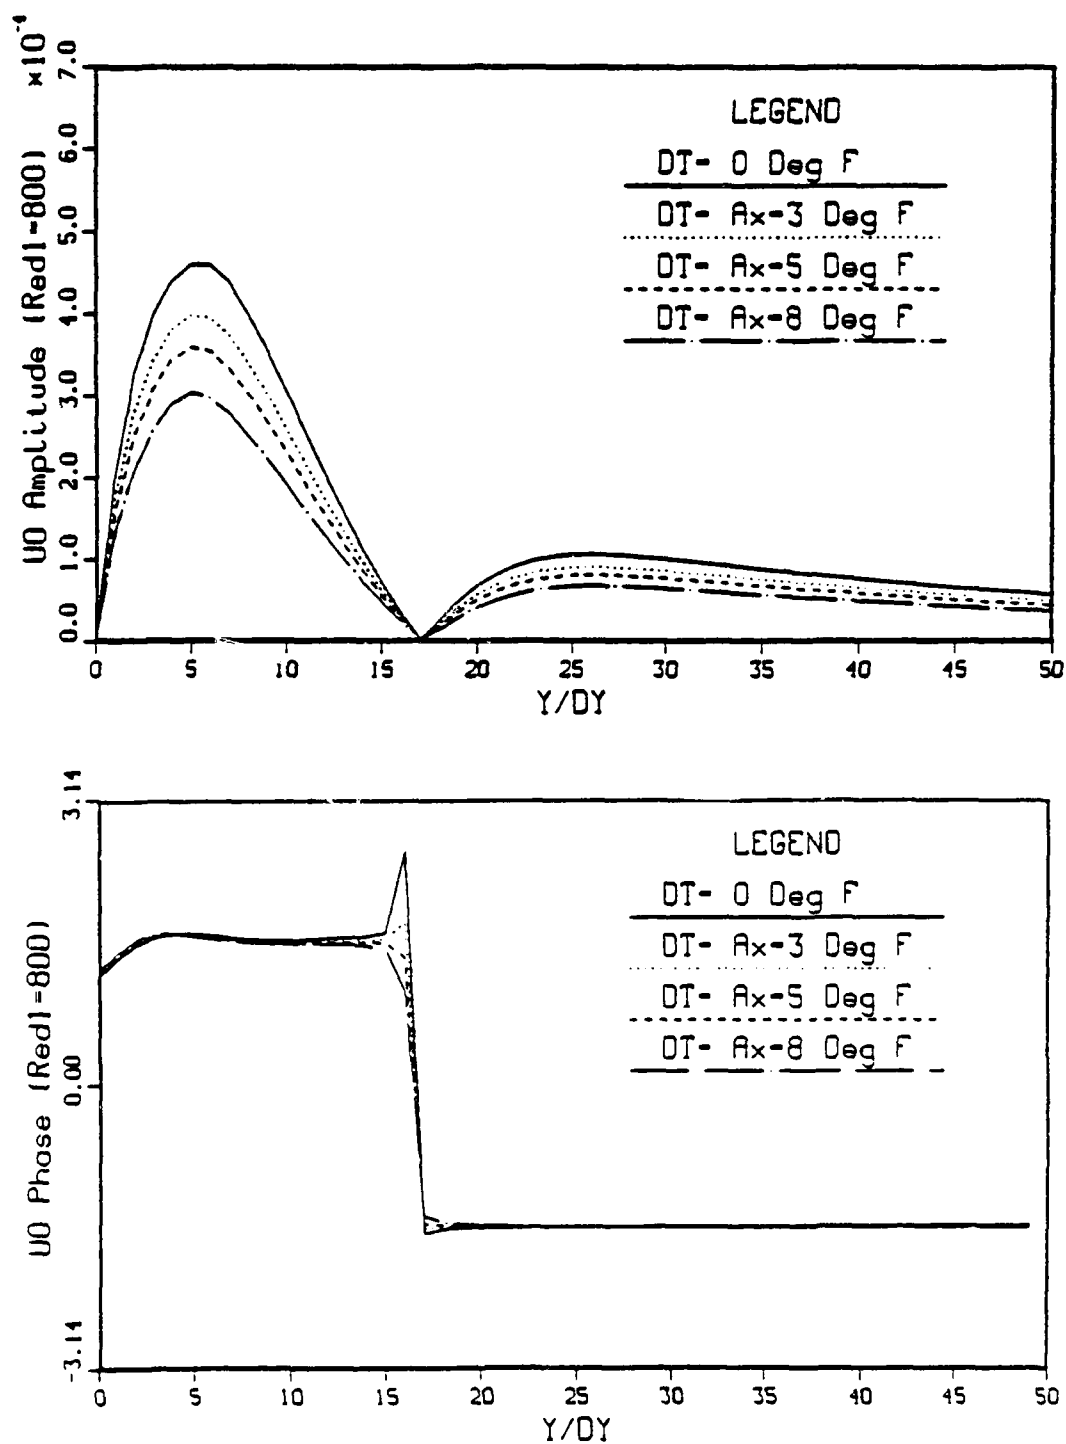 ×10⁻⁴
UO Amplitude (Redl=800)
7.0
6.0
5.0
4.0
3.0
2.0
1.0
0.0
LEGEND
DT= 0 Deg F
DT= Ax=3 Deg F
DT= Ax=5 Deg F
DT= Ax=8 Deg F
0 5 10 15 20 25 30 35 40 45 50
Y/DY
UO Phase (Redl=800)
3.14
0.00
-3.14
LEGEND
DT= 0 Deg F
DT= Ax=3 Deg F
DT= Ax=5 Deg F
DT= Ax=8 Deg F
0 5 10 15 20 25 30 35 40 45 50
Y/DY